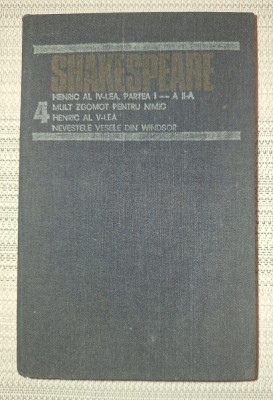 SHAKESPEARE
HENRIC AL IV-LEA, PARTEA I — A II-A
4 MULT ZGOMOT PENTRU NIMIC
HENRIC AL V-LEA
NEVESTELE VESELE DIN WINDSOR